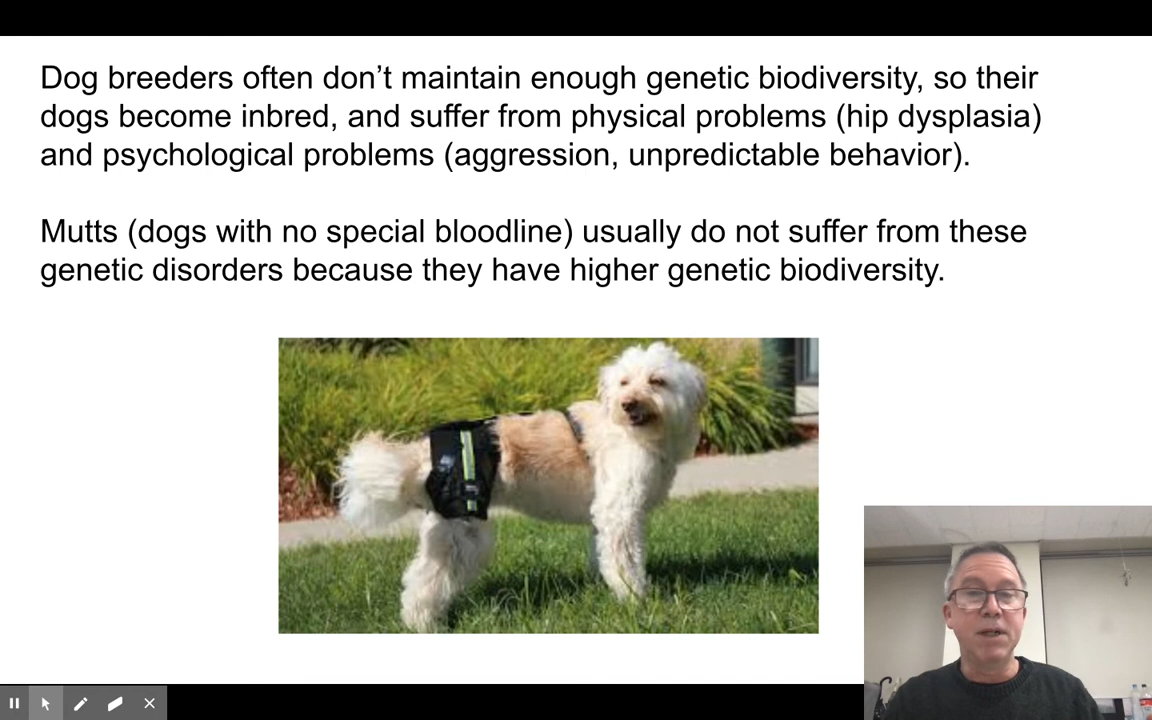 Dog breeders often don’t maintain enough genetic biodiversity, so their
dogs become inbred, and suffer from physical problems (hip dysplasia)
and psychological problems (aggression, unpredictable behavior).
Mutts (dogs with no special bloodline) usually do not suffer from these
genetic disorders because they have higher genetic biodiversity.